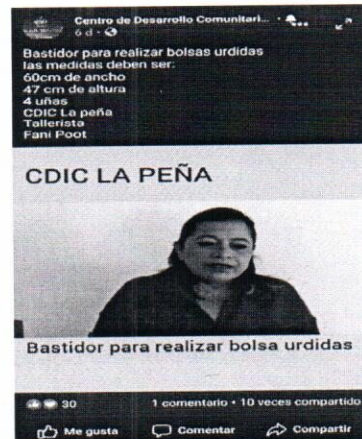 Centro de Desarrollo Comunitari...
6 d
Bastidor para realizar bolsas urdidas
las medidas deben ser:
60cm de ancho
47 cm de altura
4 uñas
CDIC La peña
Tallerista
Fani Poot
CDIC LA PEÑA
Bastidor para realizar bolsa urdidas
30
1 comentario • 10 veces compartido
Me gusta
Comentar
Compartir